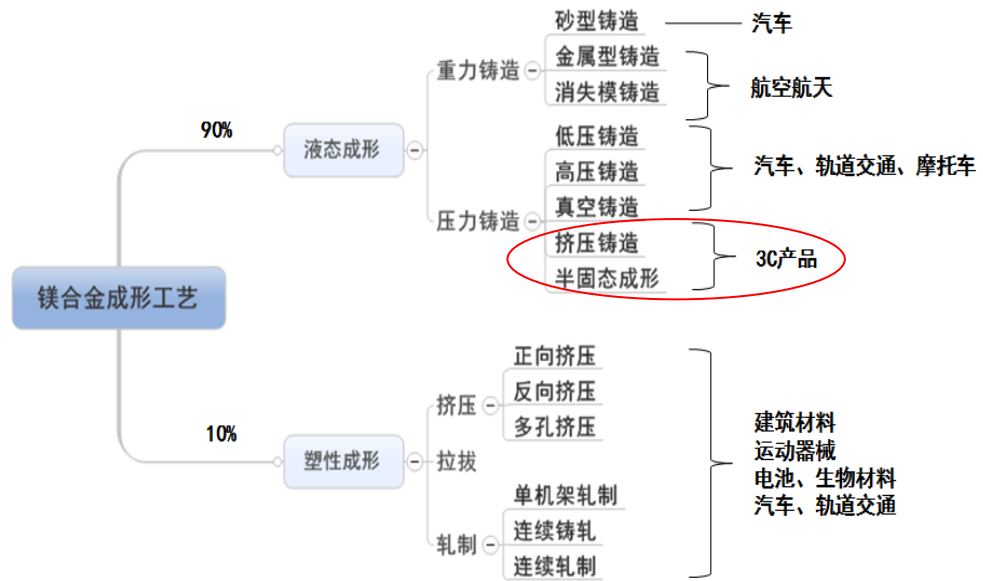 镁合金成形工艺
90%
液态成形
重力铸造
砂型铸造
汽车
金属型铸造
消失模铸造
航空航天
压力铸造
低压铸造
高压铸造
真空铸造
汽车、轨道交通、摩托车
挤压铸造
半固态成形
3C产品
10%
塑性成形
挤压
正向挤压
反向挤压
多孔挤压
拉拔
轧制
单机架轧制
连续铸轧
连续轧制
建筑材料
运动器械
电池、生物材料
汽车、轨道交通